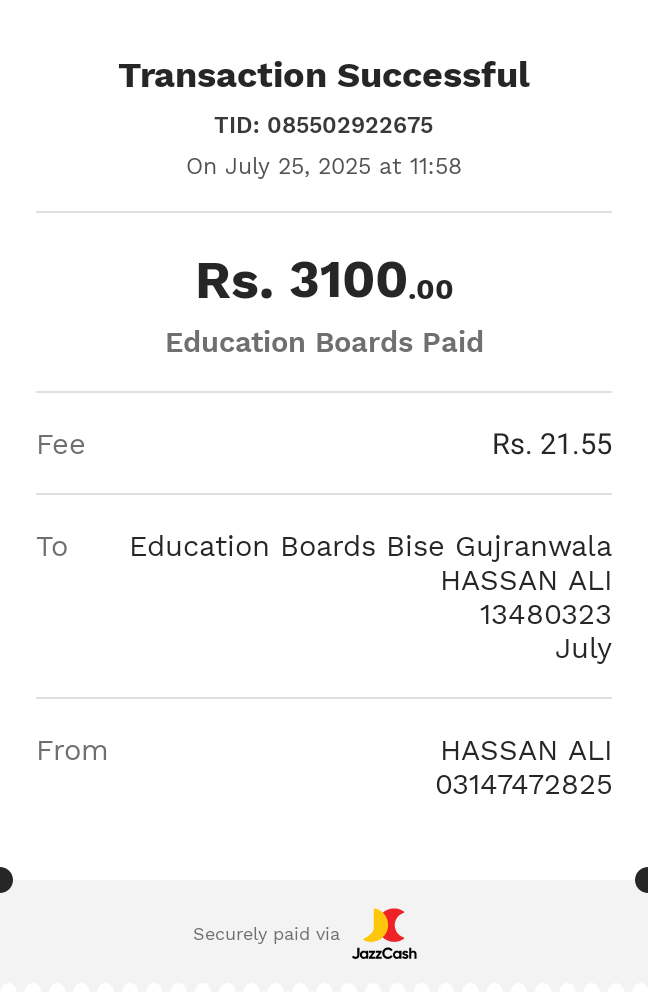 Transaction Successful
TID: 085502922675
On July 25, 2025 at 11:58
Rs. 3100.00
Education Boards Paid
Fee Rs. 21.55
To Education Boards Bise Gujranwala
HASSAN ALI
13480323
July
From HASSAN ALI
03147472825
Securely paid via JazzCash